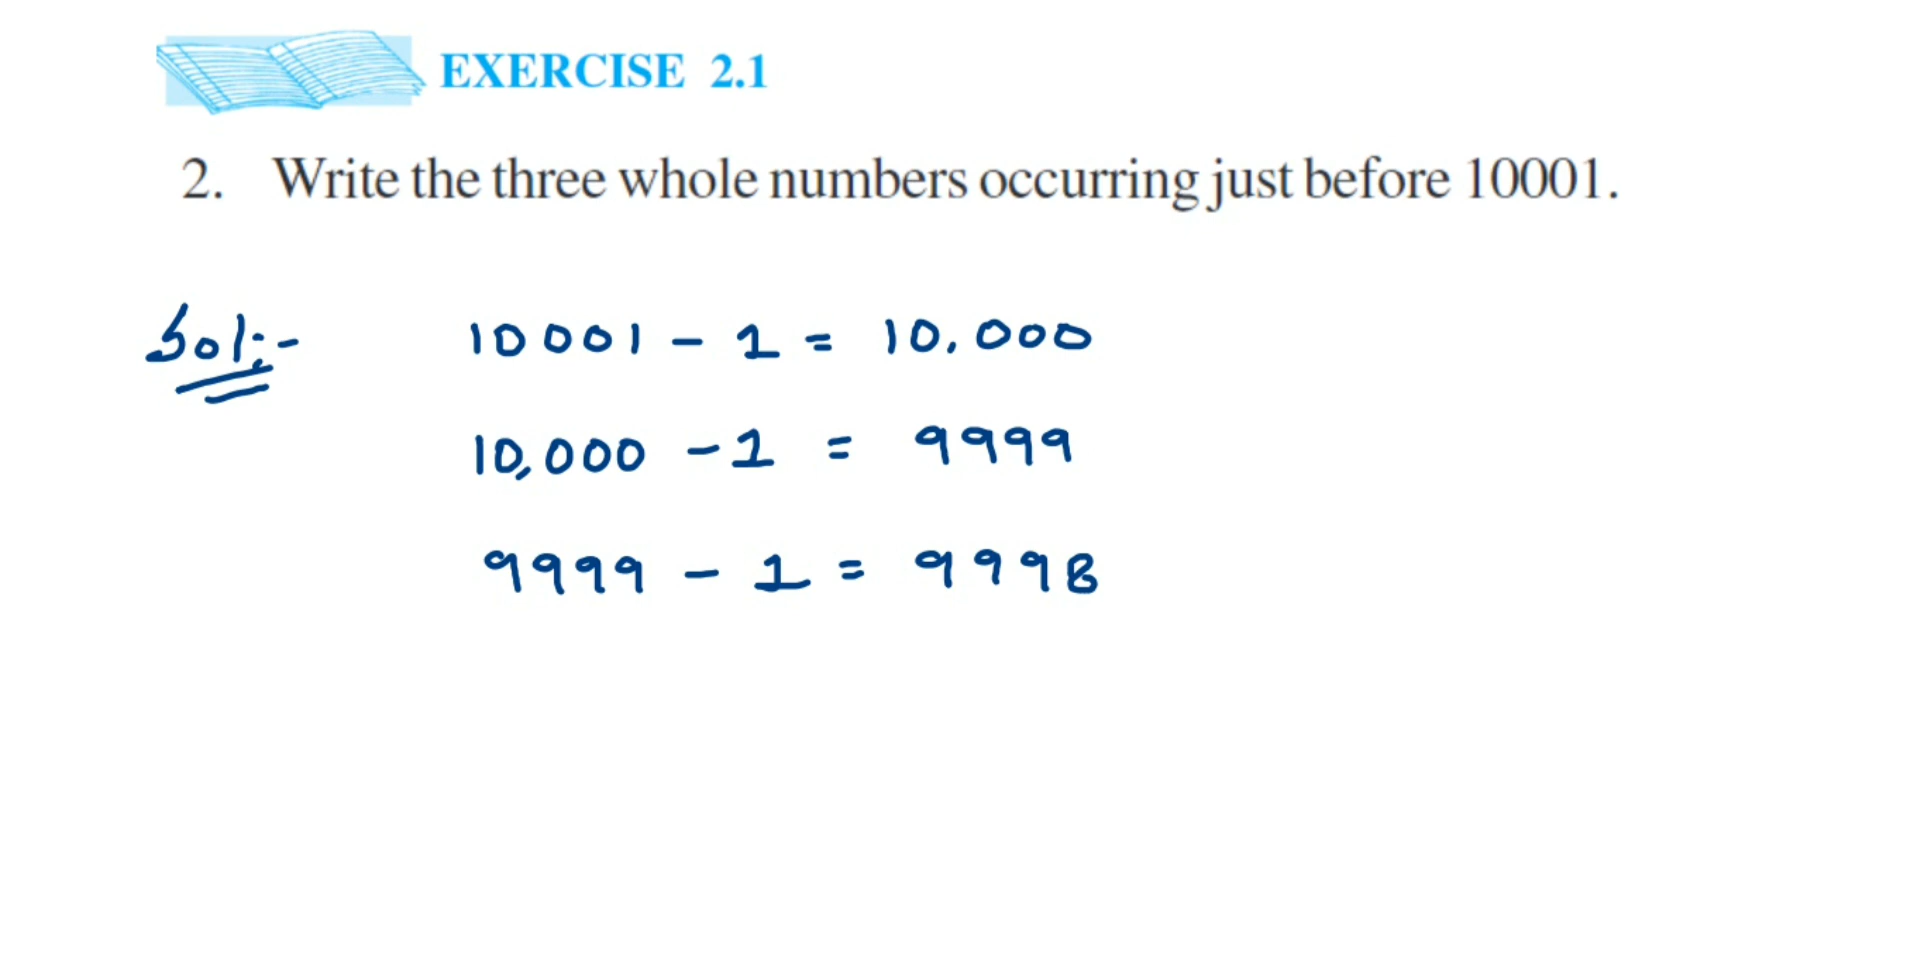 EXERCISE 2.1
2. Write the three whole numbers occurring just before 10001.
Sol:- 10001 - 1 = 10,000
10,000 - 1 = 9999
9999 - 1 = 9998